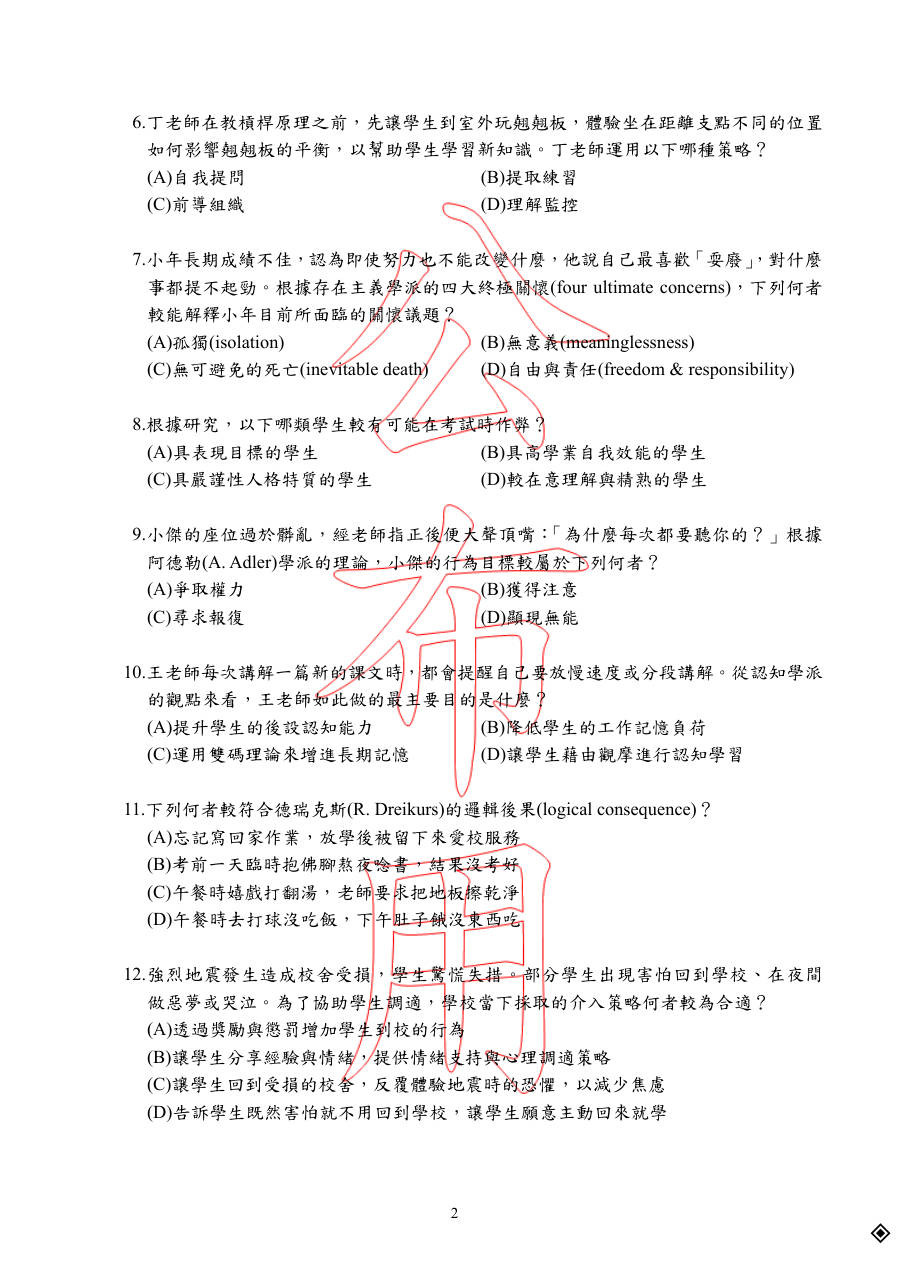 6.丁老師在教槓桿原理之前，先讓學生到室外玩翹翹板，體驗坐在距離支點不同的位置
如何影響翹翹板的平衡，以幫助學生學習新知識。丁老師運用以下哪種策略？
(A)自我提問 (B)提取練習
(C)前導組織 (D)理解監控
7.小年長期成績不佳，認為即使努力也不能改變什麼，他說自己最喜歡「耍廢」，對什麼
事都提不起勁。根據存在主義學派的四大終極關懷(four ultimate concerns)，下列何者
較能解釋小年目前所面臨的關懷議題？
(A)孤獨(isolation) (B)無意義(meaninglessness)
(C)無可避免的死亡(inevitable death) (D)自由與責任(freedom & responsibility)
8.根據研究，以下哪類學生較有可能在考試時作弊？
(A)具表現目標的學生 (B)具高學業自我效能的學生
(C)具嚴謹性人格特質的學生 (D)較在意理解與精熟的學生
9.小傑的座位過於髒亂，經老師指正後便大聲頂嘴：「為什麼每次都要聽你的？」根據
阿德勒(A. Adler)學派的理論，小傑的行為目標較屬於下列何者？
(A)爭取權力 (B)獲得注意
(C)尋求報復 (D)顯現無能
10.王老師每次講解一篇新的課文時，都會提醒自己要放慢速度或分段講解。從認知學派
的觀點來看，王老師如此做的最主要目的是什麼？
(A)提升學生的後設認知能力 (B)降低學生的工作記憶負荷
(C)運用雙碼理論來增進長期記憶 (D)讓學生藉由觀摩進行認知學習
11.下列何者較符合德瑞克斯(R. Dreikurs)的邏輯後果(logical consequence)？
(A)忘記寫回家作業，放學後被留下來愛校服務
(B)考前一天臨時抱佛腳熬夜唸書，結果沒考好
(C)午餐時嬉戲打翻湯，老師要求把地板擦乾淨
(D)午餐時去打球沒吃飯，下午肚子餓沒東西吃
12.強烈地震發生造成校舍受損，學生驚慌失措。部分學生出現害怕回到學校、在夜間
做惡夢或哭泣。為了協助學生調適，學校當下採取的介入策略何者較為合適？
(A)透過獎勵與懲罰增加學生到校的行為
(B)讓學生分享經驗與情緒，提供情緒支持與心理調適策略
(C)讓學生回到受損的校舍，反覆體驗地震時的恐懼，以減少焦慮
(D)告訴學生既然害怕就不用回到學校，讓學生願意主動回來就學
公布用
2